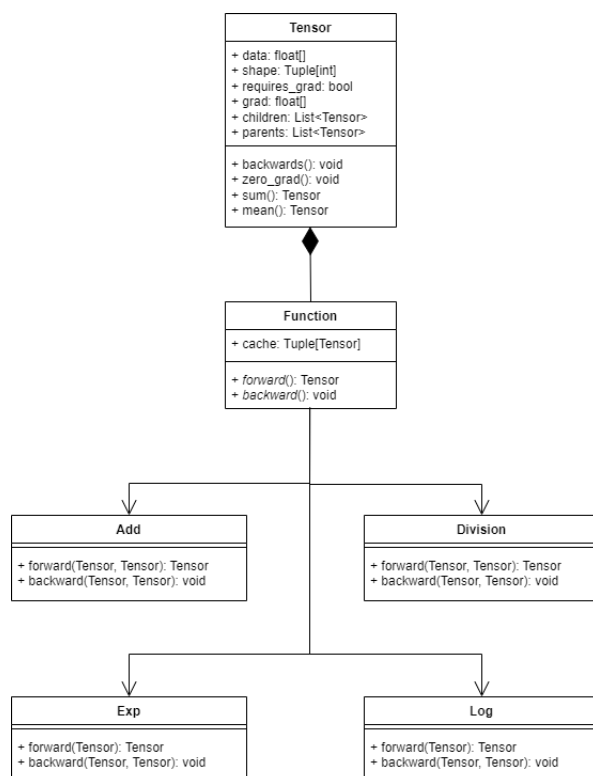 Tensor
+ data: float[]
+ shape: Tuple[int]
+ requires_grad: bool
+ grad: float[]
+ children: List<Tensor>
+ parents: List<Tensor>
+ backwards(): void
+ zero_grad(): void
+ sum(): Tensor
+ mean(): Tensor
Function
+ cache: Tuple[Tensor]
+ forward(): Tensor
+ backward(): void
Add
+ forward(Tensor, Tensor): Tensor
+ backward(Tensor, Tensor): void
Division
+ forward(Tensor, Tensor): Tensor
+ backward(Tensor, Tensor): void
Exp
+ forward(Tensor): Tensor
+ backward(Tensor, Tensor): void
Log
+ forward(Tensor): Tensor
+ backward(Tensor, Tensor): void